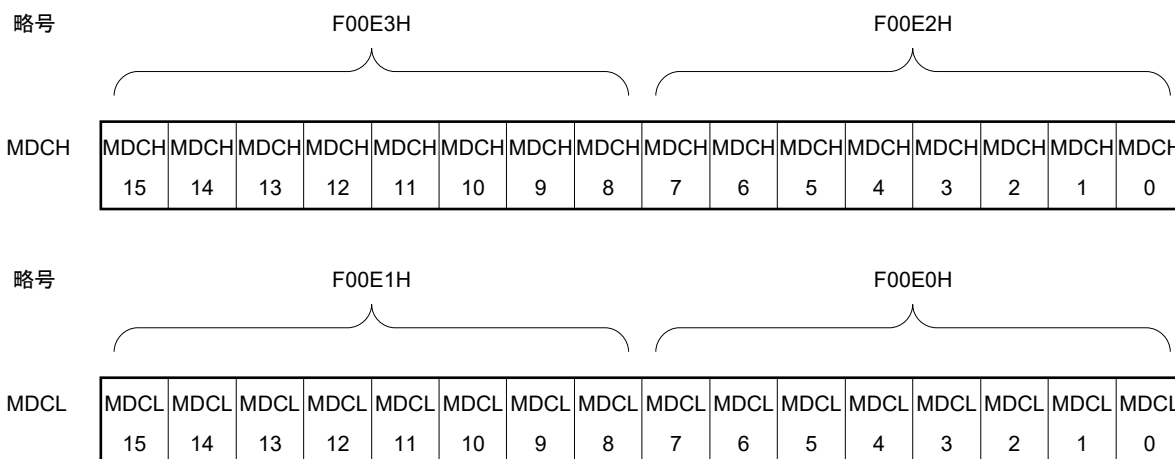 略号 F00E3H F00E2H
MDCH MDCH MDCH MDCH MDCH MDCH MDCH MDCH MDCH MDCH MDCH MDCH MDCH MDCH MDCH MDCH MDCH
15 14 13 12 11 10 9 8 7 6 5 4 3 2 1 0
略号 F00E1H F00E0H
MDCL MDCL MDCL MDCL MDCL MDCL MDCL MDCL MDCL MDCL MDCL MDCL MDCL MDCL MDCL MDCL MDCL
15 14 13 12 11 10 9 8 7 6 5 4 3 2 1 0